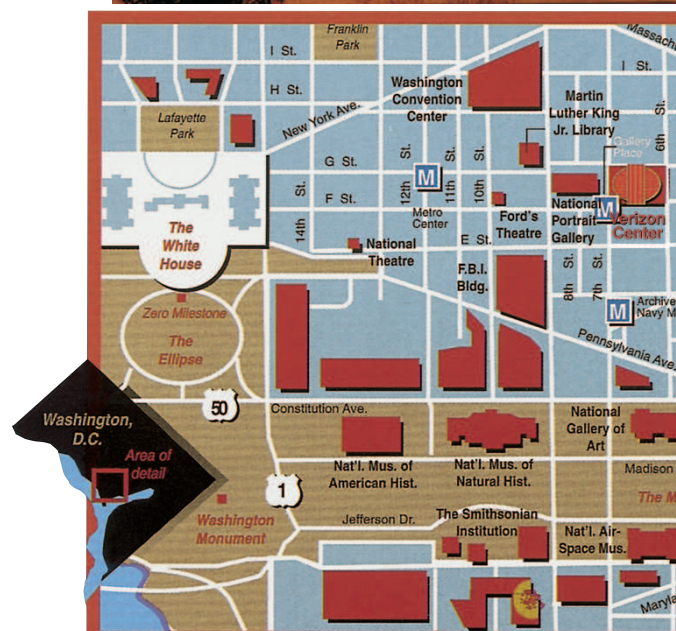 Franklin
Park
Massach
I St.
I St.
H St.
Washington
Convention
Center
Martin
Luther King
Jr. Library
6th St.
Lafayette
Park
New York Ave.
Gallery
Place
G St.
F St.
14th St.
12th St.
11th St.
10th St.
M
Metro
Center
National
Portrait
Gallery
M
Verizon
Center
Ford's
Theatre
E St.
The
White
House
National
Theatre
F.B.I.
Bldg.
8th St.
7th St.
Zero Milestone
The
Ellipse
M
Archive
Navy M
Pennsylvania Ave.
50
Constitution Ave.
Washington,
D.C.
Area of
detail
National
Gallery of
Art
Nat'l. Mus. of
American Hist.
Nat'l. Mus. of
Natural Hist.
Madison
1
The M
Washington
Monument
Jefferson Dr.
The Smithsonian
Institution
Nat'l. Air-
Space Mus.
Maryla